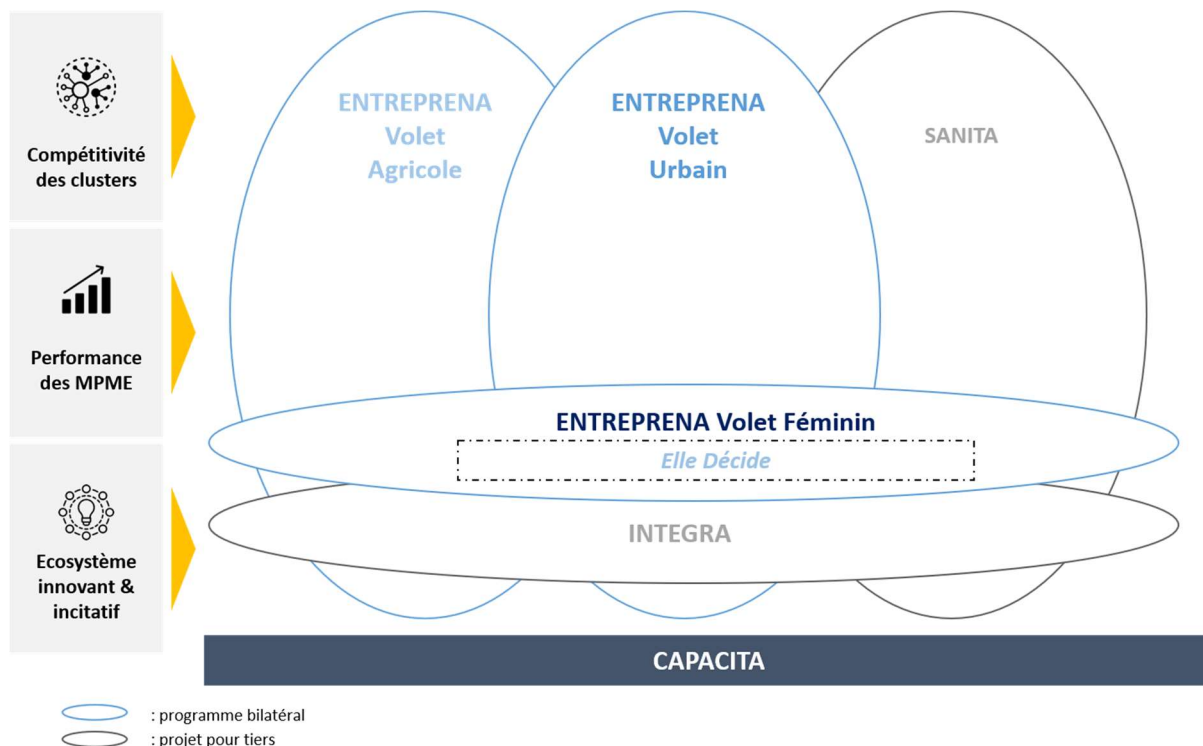 Compétitivité
des clusters
Performance
des MPME
Ecosystème
innovant &
incitatif
ENTREPRENA
Volet
Agricole
ENTREPRENA
Volet
Urbain
SANITA
ENTREPRENA Volet Féminin
Elle Décide
INTEGRA
CAPACITA
: programme bilatéral
: projet pour tiers